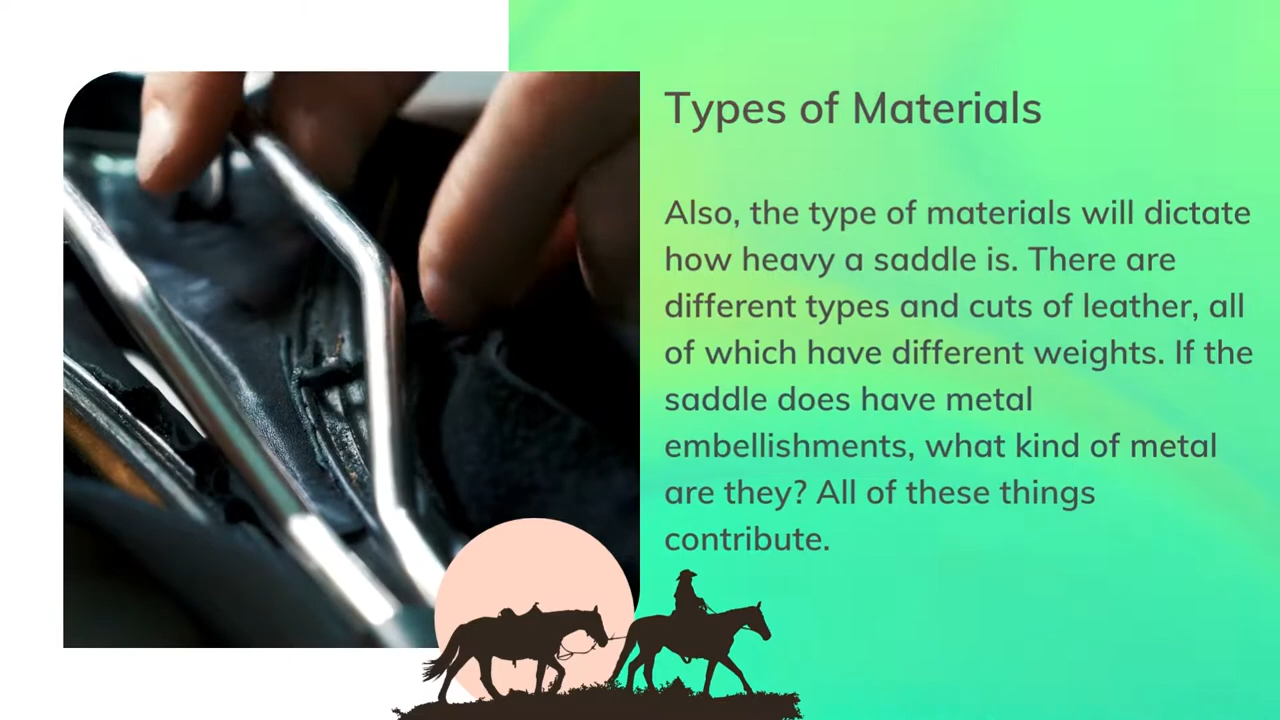 Types of Materials
Also, the type of materials will dictate
how heavy a saddle is. There are
different types and cuts of leather, all
of which have different weights. If the
saddle does have metal
embellishments, what kind of metal
are they? All of these things
contribute.